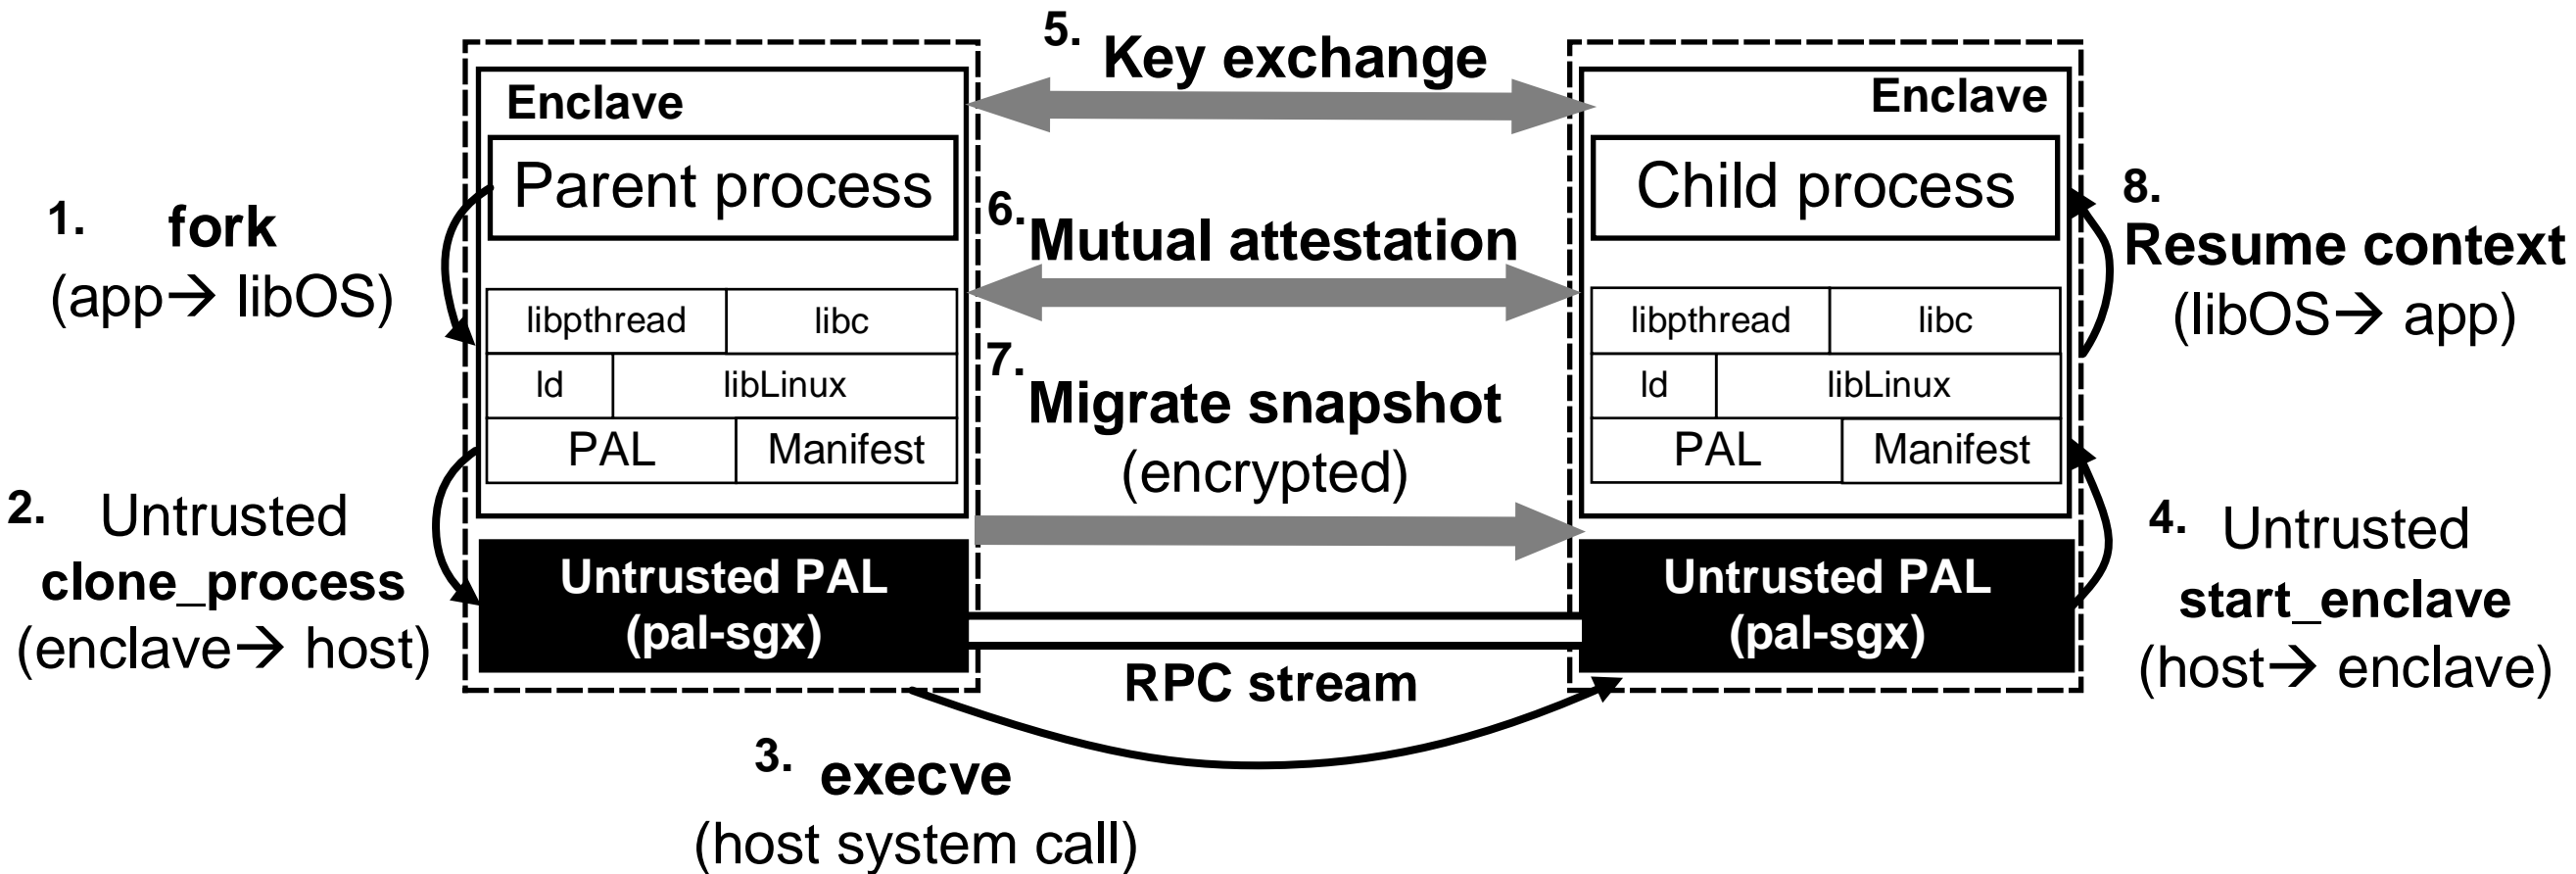 1. fork
(app→ libOS)
2. Untrusted
clone_process
(enclave→ host)
Enclave
Parent process
libpthread libc
ld libLinux
PAL Manifest
Untrusted PAL
(pal-sgx)
3. execve
(host system call)
5. Key exchange
6. Mutual attestation
7. Migrate snapshot
(encrypted)
RPC stream
Enclave
Child process
libpthread libc
ld libLinux
PAL Manifest
Untrusted PAL
(pal-sgx)
4. Untrusted
start_enclave
(host→ enclave)
8.
Resume context
(libOS→ app)